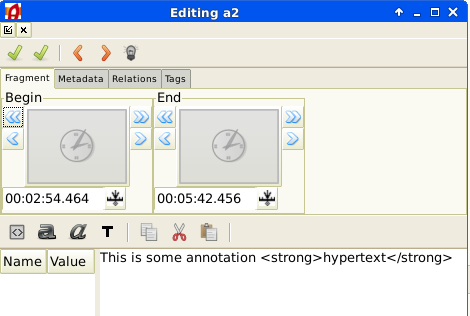 Editing a2
Fragment Metadata Relations Tags
Begin End
00:02:54.464 00:05:42.456
a a T
Name Value This is some annotation <strong>hypertext</strong>